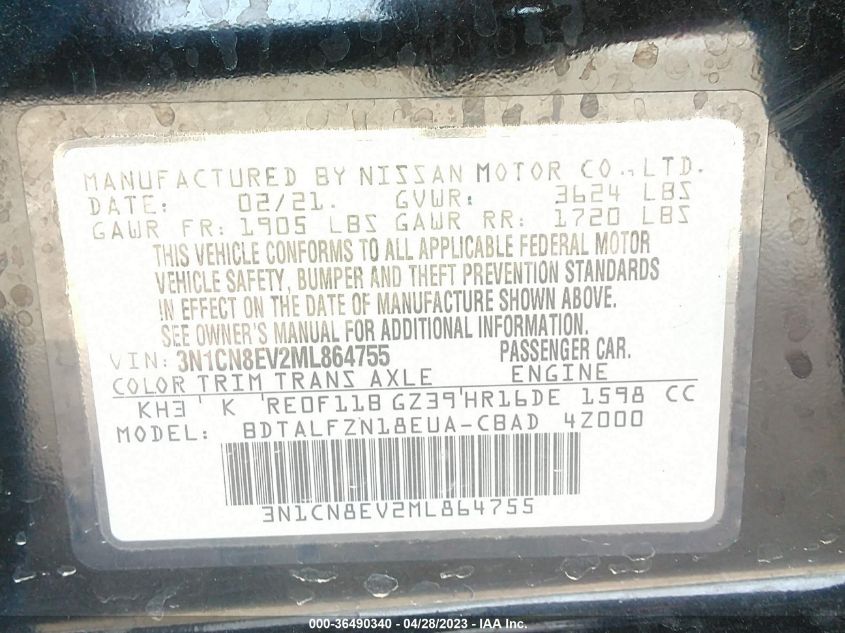 MANUFACTURED BY NISSAN MOTOR CO., LTD.
DATE: 02/21. GVWR: 3624 LBS
GAWR FR: 1905 LBS GAWR RR: 1720 LBS
THIS VEHICLE CONFORMS TO ALL APPLICABLE FEDERAL MOTOR
VEHICLE SAFETY, BUMPER AND THEFT PREVENTION STANDARDS
IN EFFECT ON THE DATE OF MANUFACTURE SHOWN ABOVE.
SEE OWNER'S MANUAL FOR ADDITIONAL INFORMATION.
VIN: 3N1CN8EV2ML864755 PASSENGER CAR.
COLOR TRIM TRANS AXLE ENGINE
KH3 K RE0F11B GZ39 HR16DE 1598 CC
MODEL: BDTALFZN18EUA-CBAD 4Z000
3N1CN8EV2ML864755
000-36490340 - 04/28/2023 - IAA Inc.